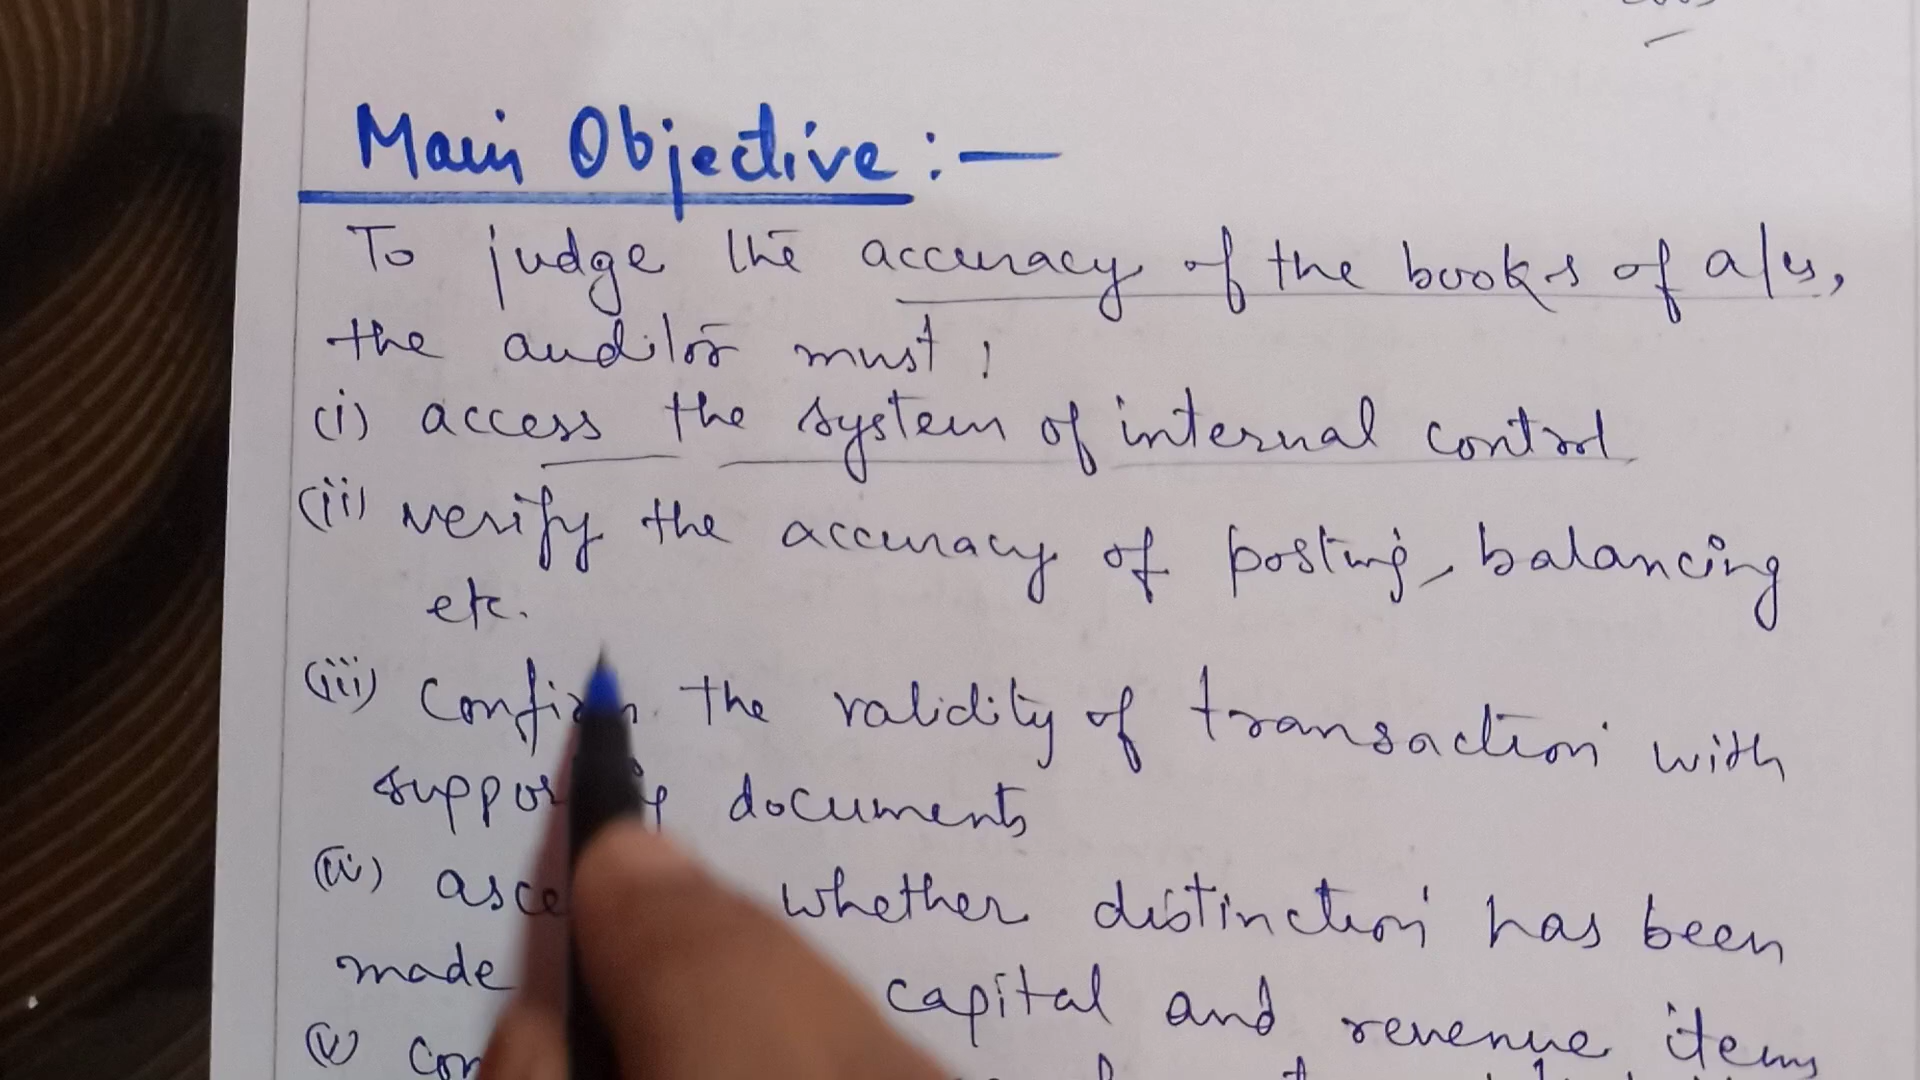 Main Objective :—
To judge the accuracy of the books of a/cs,
the auditor must :
(i) access the system of internal control
(ii) verify the accuracy of posting, balancing
etc.
(iii) Confirm the validity of transaction with
supporting documents
(iv) whether distinction has been
made capital and revenue items
(v)